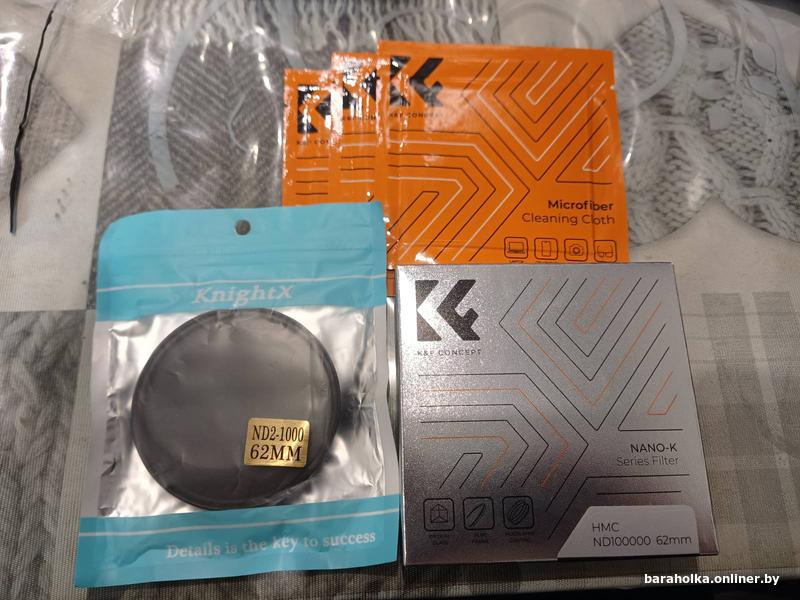 K&F CONCEPT
Microfiber
Cleaning Cloth
KnightX
ND2-1000
62MM
Details is the key to success
K&F CONCEPT
NANO-K
Series Filter
HMC
ND100000 62mm
baraholka.onliner.by